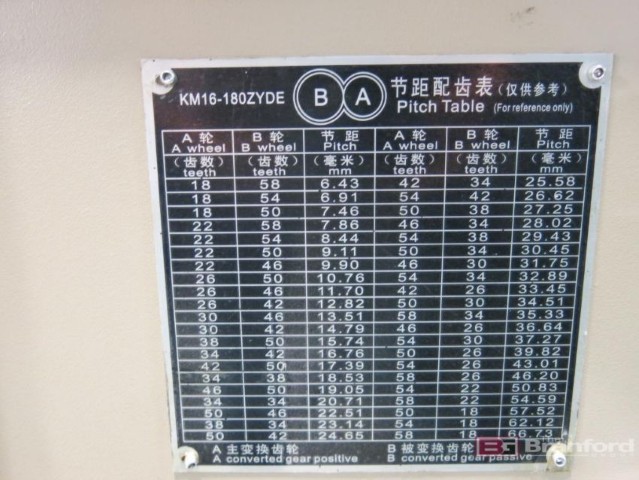 KM16-180ZYDE B A 节距配齿表 (仅供参考)
Pitch Table (For reference only)
A 轮 B 轮 节 距 A 轮 B 轮 节 距
A wheel B wheel Pitch A wheel B wheel Pitch
(齿数) (齿数) (毫米) (齿数) (齿数) (毫米)
teeth teeth mm teeth teeth mm
18 58 6.43 42 34 25.58
18 54 6.91 54 42 26.62
18 50 7.46 50 38 27.25
22 58 7.86 46 34 28.02
22 54 8.44 54 38 29.43
22 50 9.11 50 34 30.45
22 46 9.90 46 30 31.75
26 50 10.76 54 34 32.89
26 46 11.70 42 26 33.45
26 42 12.82 50 30 34.51
30 46 13.51 58 34 35.33
30 42 14.79 46 26 36.64
38 50 15.74 54 30 37.27
34 42 16.76 50 26 39.82
42 50 17.39 54 26 43.01
34 38 18.53 58 26 46.20
46 50 19.05 54 22 50.83
34 34 20.71 58 22 54.59
50 46 22.51 50 18 57.52
38 34 23.14 54 18 62.12
50 42 24.65 58 18 66.73
A 主变换齿轮 B 被变换齿轮
A converted gear positive B converted gear passive
Branford